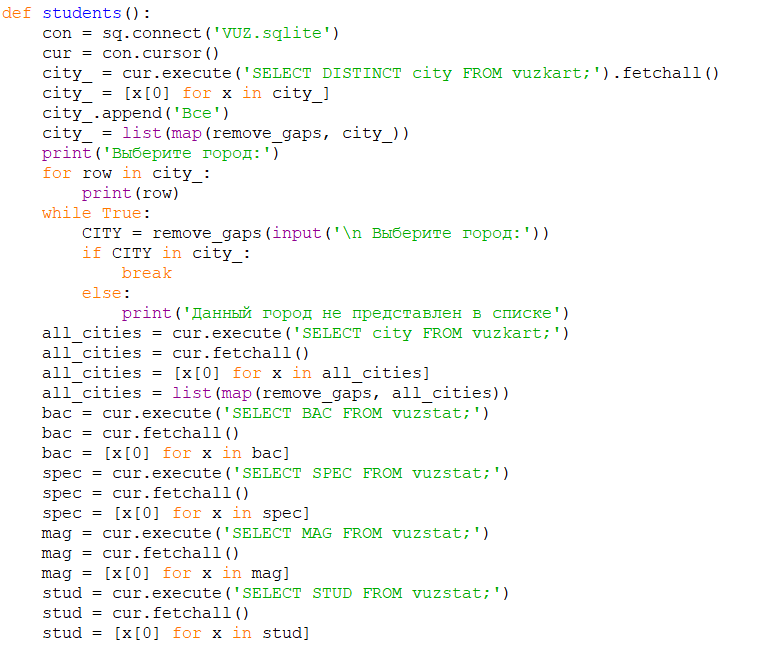 def students():
    con = sq.connect('VUZ.sqlite')
    cur = con.cursor()
    city_ = cur.execute('SELECT DISTINCT city FROM vuzkart;').fetchall()
    city_ = [x[0] for x in city_]
    city_.append('Все')
    city_ = list(map(remove_gaps, city_))
    print('Выберите город:')
    for row in city_:
        print(row)
    while True:
        CITY = remove_gaps(input('\n Выберите город:'))
        if CITY in city_:
            break
        else:
            print('Данный город не представлен в списке')
    all_cities = cur.execute('SELECT city FROM vuzkart;')
    all_cities = cur.fetchall()
    all_cities = [x[0] for x in all_cities]
    all_cities = list(map(remove_gaps, all_cities))
    bac = cur.execute('SELECT BAC FROM vuzstat;')
    bac = cur.fetchall()
    bac = [x[0] for x in bac]
    spec = cur.execute('SELECT SPEC FROM vuzstat;')
    spec = cur.fetchall()
    spec = [x[0] for x in spec]
    mag = cur.execute('SELECT MAG FROM vuzstat;')
    mag = cur.fetchall()
    mag = [x[0] for x in mag]
    stud = cur.execute('SELECT STUD FROM vuzstat;')
    stud = cur.fetchall()
    stud = [x[0] for x in stud]